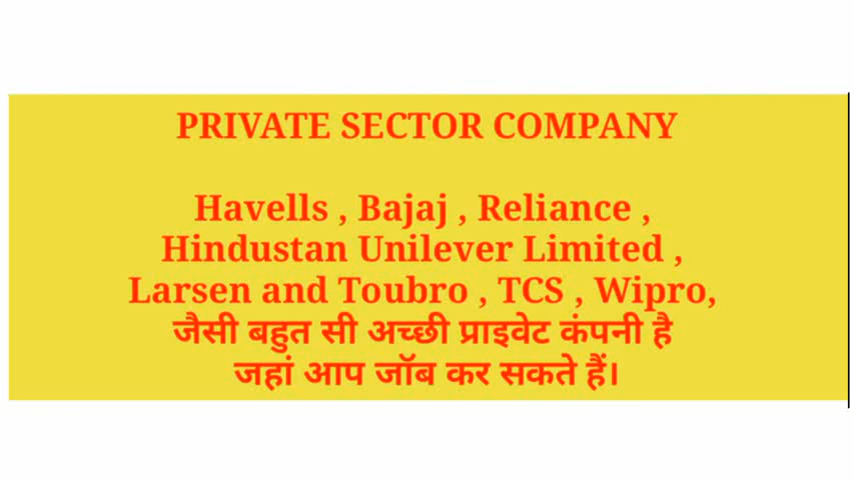 PRIVATE SECTOR COMPANY
Havells , Bajaj , Reliance ,
Hindustan Unilever Limited ,
Larsen and Toubro , TCS , Wipro,
जैसी बहुत सी अच्छी प्राइवेट कंपनी है
जहां आप जॉब कर सकते हैं।